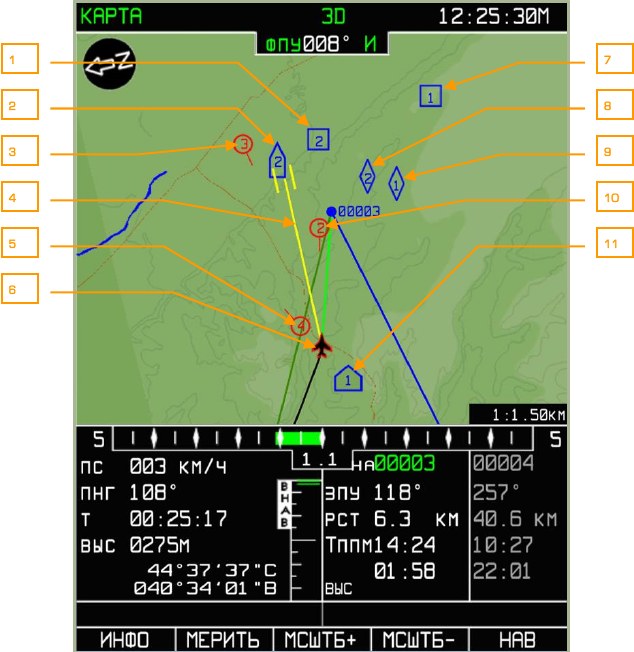 КАРТА 3D 12:25:30М
ФПУ008° И
Z
1
2
3
4
5
6
7
8
9
10
11
1
2
3
2
2
1
00003
2
4
1
1:1.50КМ
5 5
1.1
ПС 003 КМ/Ч
ПНГ 108°
Т 00:25:17
ВЫС 0275М
44°37'37"С
040°34'01"В
ВНАВ
НА00003 00004
ЗПУ 118° 257°
РСТ 6.3 КМ 40.6 КМ
ТППМ14:24 10:27
01:58 22:01
ВЫС
ИНФО МЕРИТЬ МСШТБ+ МСШТБ- НАВ